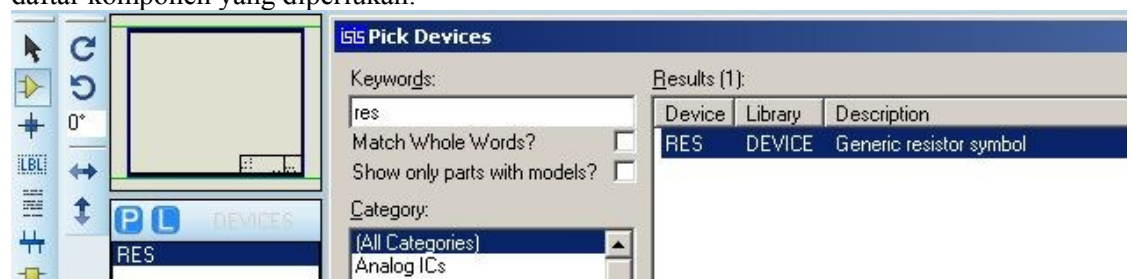 daftar komponen yang diperlukan.
isis Pick Devices
Keywords:
res
Match Whole Words?
Show only parts with models?
Category:
(All Categories)
Analog ICs
Results (1):
Device Library Description
RES DEVICE Generic resistor symbol
0°
LBL
P L DEVICES
RES